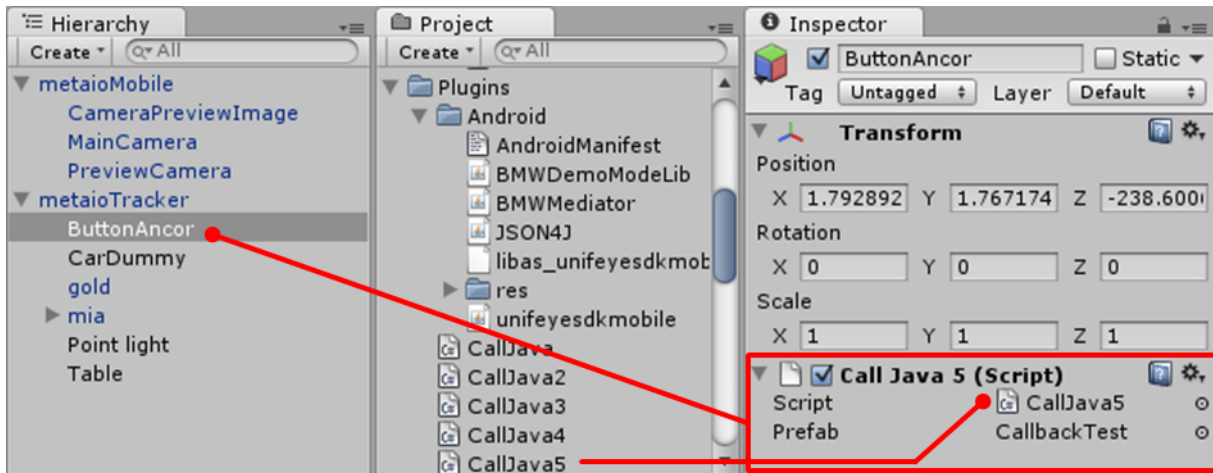 Hierarchy
Create
All
metaioMobile
CameraPreviewImage
MainCamera
PreviewCamera
metaioTracker
ButtonAncor
CarDummy
gold
mia
Point light
Table
Project
Create
All
Plugins
Android
AndroidManifest
BMWDemoModeLib
BMWMediator
JSON4J
libas_unifeyesdkmob
res
unifeyesdkmobile
CallJava
CallJava2
CallJava3
CallJava4
CallJava5
Inspector
ButtonAncor Static
Tag Untagged Layer Default
Transform
Position
X 1.792892 Y 1.767174 Z -238.600
Rotation
X 0 Y 0 Z 0
Scale
X 1 Y 1 Z 1
Call Java 5 (Script)
Script CallJava5
Prefab CallbackTest